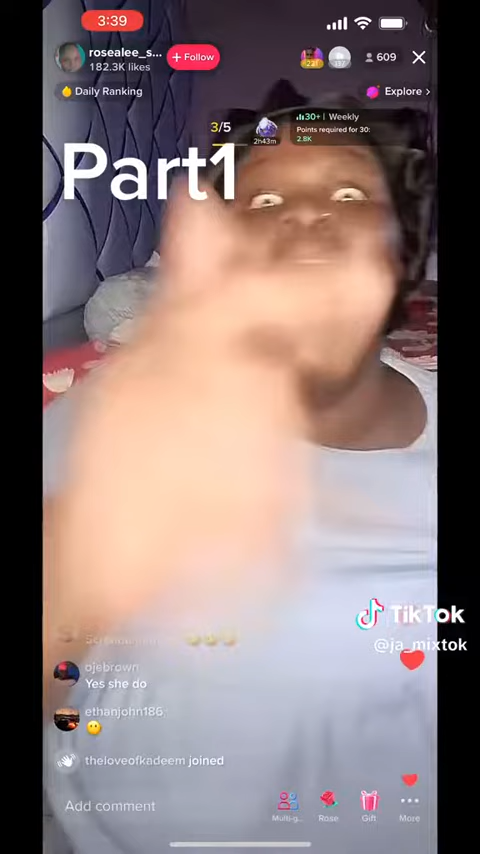 3:39
rosealee_s...
182.3K likes
+ Follow
609
Daily Ranking
Explore >
3/5
2h43m
30+ | Weekly
Points required for 30:
2.8K
Part1
TikTok
@ja_mixtok
ojebrown
Yes she do
ethanjohn186
theloveofkadeem joined
Add comment
Multi-g...
Rose
Gift
More